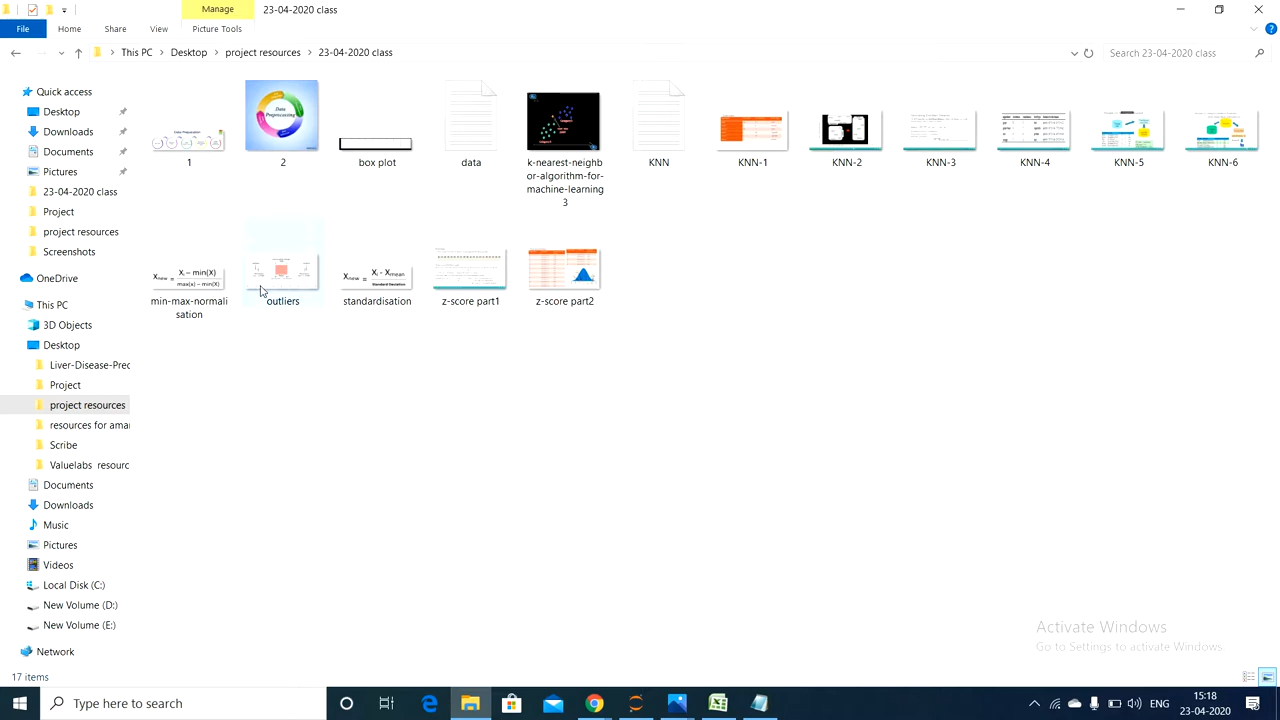 Manage
23-04-2020 class
File
Home
Share
View
Picture Tools
This PC
Desktop
project resources
23-04-2020 class
Search 23-04-2020 class
Quick access
Desktop
Downloads
Documents
Pictures
23-04-2020 class
Project
project resources
Screenshots
OneDrive
This PC
3D Objects
Desktop
Liver-Disease-Prec
Project
project resources
resources for amar
Scribe
Valuelabs resourc
Documents
Downloads
Music
Pictures
Videos
Local Disk (C:)
New Volume (D:)
New Volume (E:)
Network
Data
Preprocessing
1
2
box plot
data
k-nearest-neighb
or-algorithm-for-
machine-learning
3
KNN
KNN-1
KNN-2
KNN-3
KNN-4
KNN-5
KNN-6
min-max-normali
sation
outliers
standardisation
z-score part1
z-score part2
Activate Windows
Go to Settings to activate Windows.
17 items
Type here to search
ENG
15:18
23-04-2020